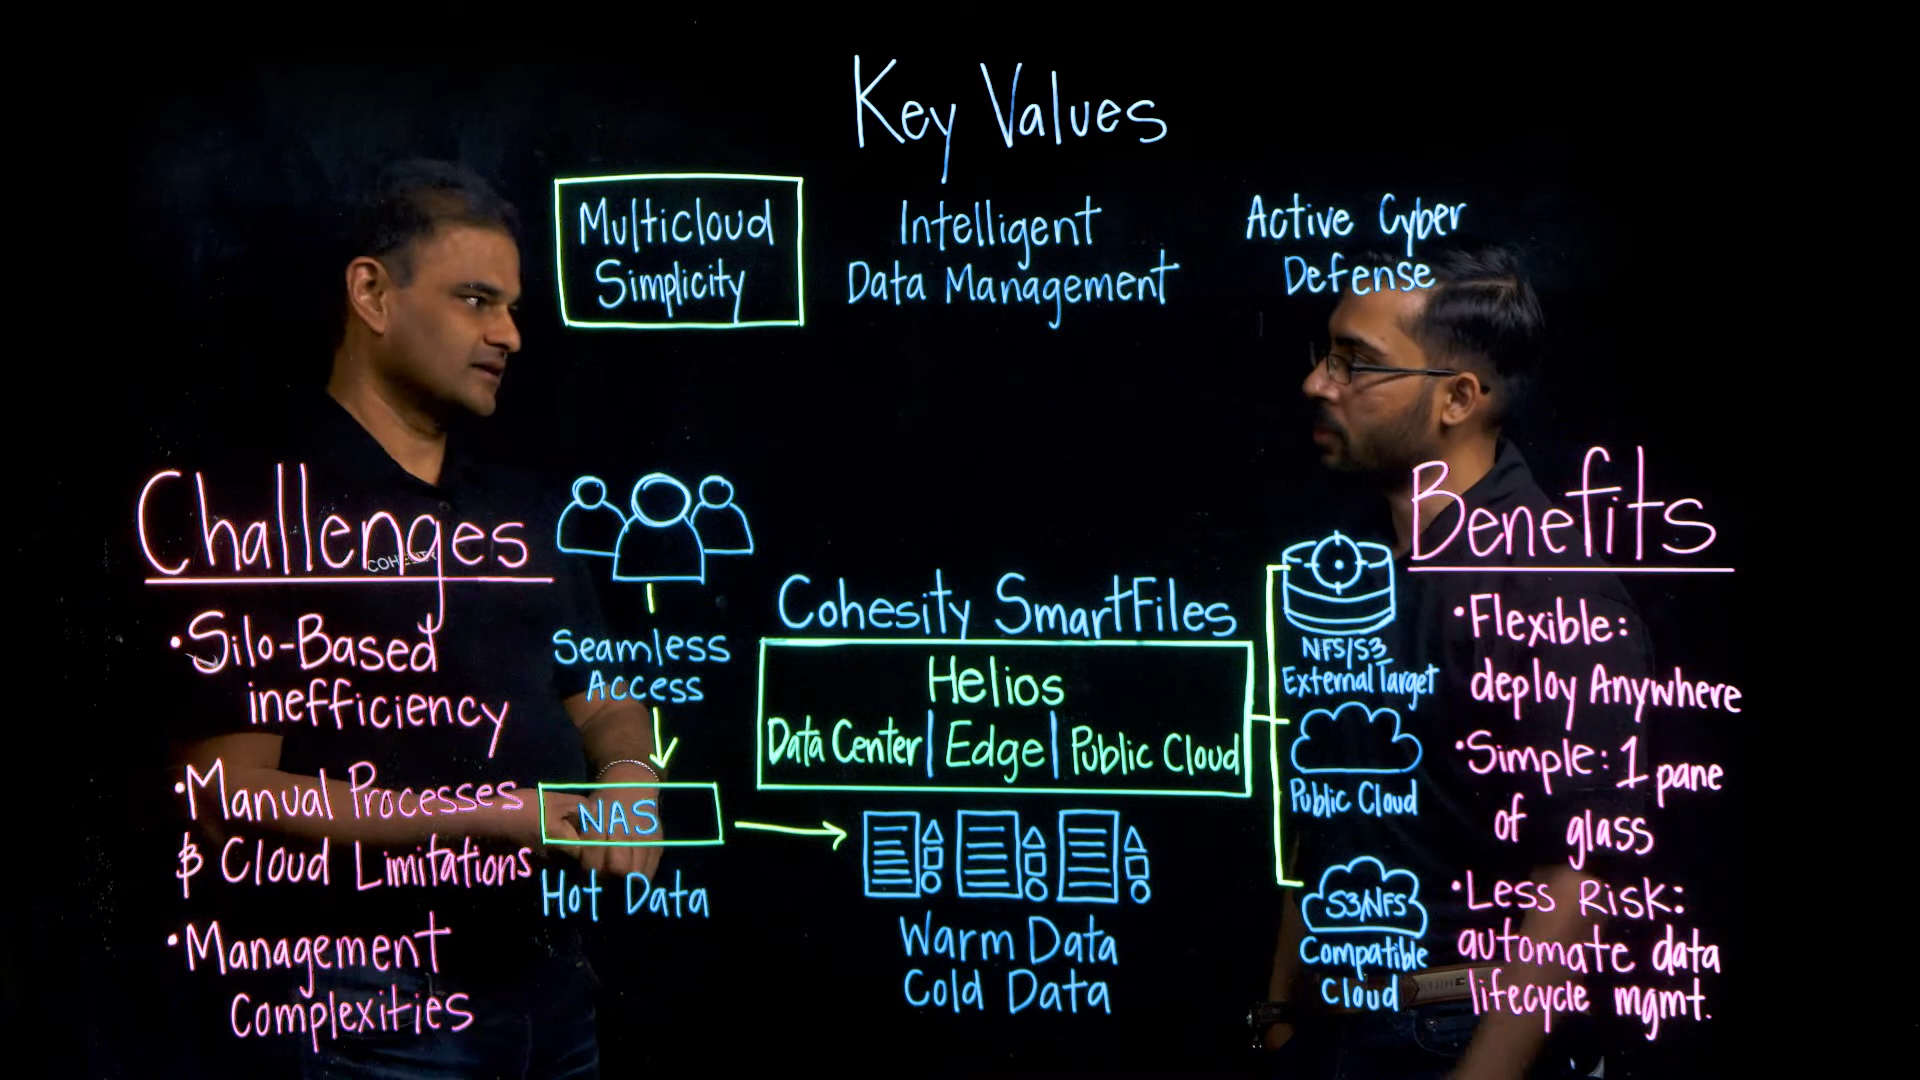 Key Values
Multicloud
Simplicity
Intelligent
Data Management
Active Cyber
Defense
Challenges
COHESITY
• Silo-Based
inefficiency
• Manual Processes
& Cloud Limitations
• Management
Complexities
Seamless
Access
NAS
Hot Data
Cohesity SmartFiles
Helios
Data Center | Edge | Public Cloud
Warm Data
Cold Data
NFS/S3
External Target
Public Cloud
S3/NFS
Compatible
Cloud
Benefits
• Flexible:
deploy Anywhere
• Simple: 1 pane
of glass
• Less Risk:
automate data
lifecycle mgmt.